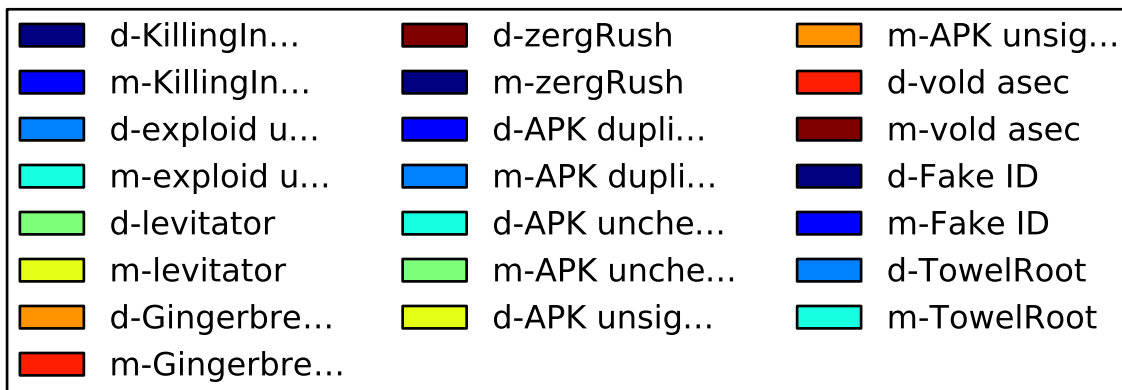 d-KillingIn...
m-KillingIn...
d-exploid u...
m-exploid u...
d-levitator
m-levitator
d-Gingerbre...
m-Gingerbre...
d-zergRush
m-zergRush
d-APK dupli...
m-APK dupli...
d-APK unche...
m-APK unche...
d-APK unsig...
m-APK unsig...
d-vold asec
m-vold asec
d-Fake ID
m-Fake ID
d-TowelRoot
m-TowelRoot